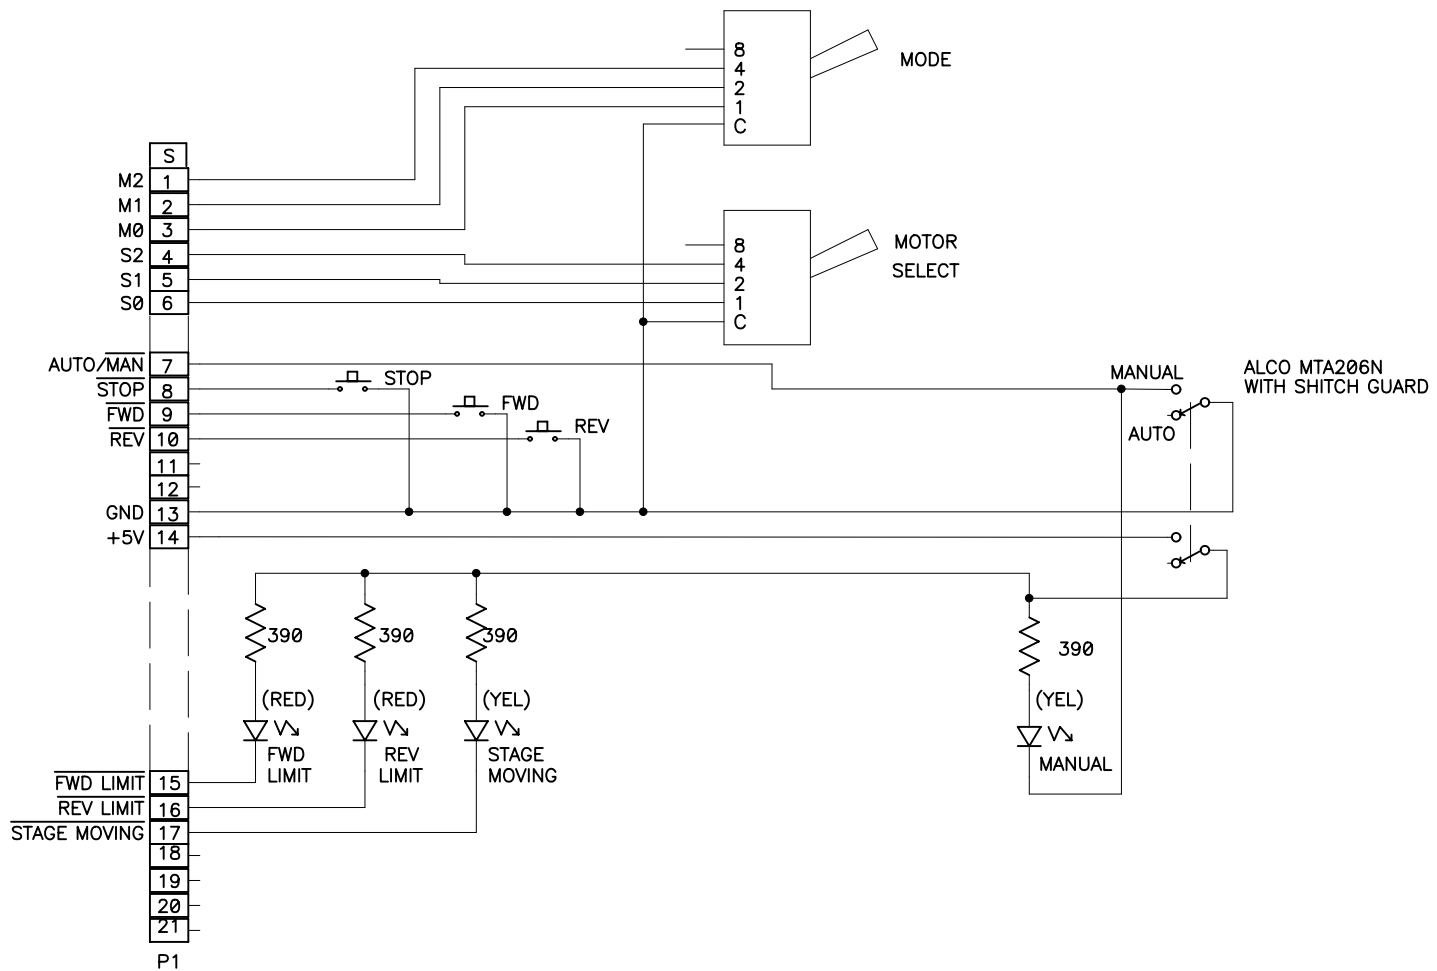 8
4
2
1
C
MODE
S
M2 1
M1 2
M0 3
S2 4
S1 5
S0 6
8
4
2
1
C
MOTOR
SELECT
AUTO/MAN 7
STOP 8
FWD 9
REV 10
11
12
GND 13
+5V 14
STOP
FWD
REV
MANUAL
AUTO
ALCO MTA206N
WITH SHITCH GUARD
390
390
390
390
(RED)
(RED)
(YEL)
(YEL)
FWD
LIMIT
REV
LIMIT
STAGE
MOVING
MANUAL
FWD LIMIT 15
REV LIMIT 16
STAGE MOVING 17
18
19
20
21
P1